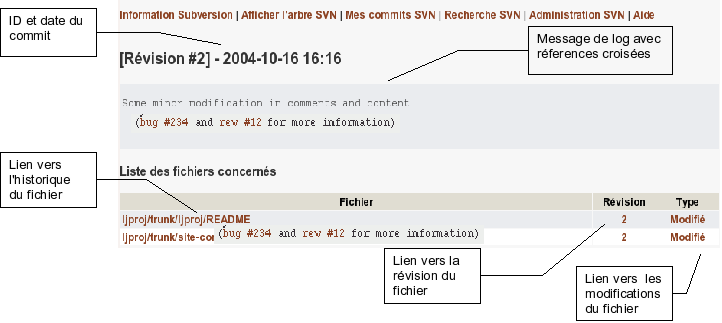 Information Subversion | Afficher l'arbre SVN | Mes commits SVN | Recherche SVN | Administration SVN | Aide
ID et date du
commit
Message de log avec
réferences croisées
[Révision #2] - 2004-10-16 16:16
Some minor modification in comments and content
(bug #234 and rev #12 for more information)
Lien vers
l'historique
du fichier
Liste des fichiers concernés
Fichier Révision Type
ljproj/trunk/ljproj/README 2 Modifié
ljproj/trunk/site-cor (bug #234 and rev #12 for more information) 2 Modifié
Lien vers la
révision du
fichier
Lien vers les
modifications
du fichier